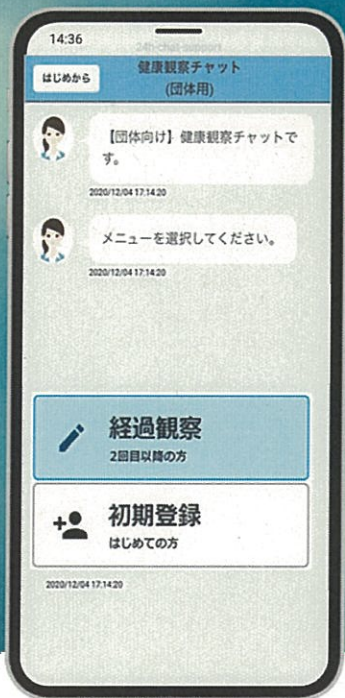 14:36
24h-chat-support
はじめから
健康観察チャット
(団体用)
【団体向け】健康観察チャットで
す。
2020/12/04 17:14:20
メニューを選択してください。
2020/12/04 17:14:20
経過観察
2回目以降の方
初期登録
はじめての方
2020/12/04 17:14:20